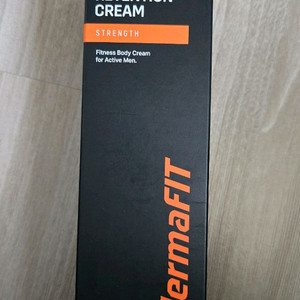 CREAM
STRENGTH
Fitness Body Cream
for Active Men.
dermaFIT